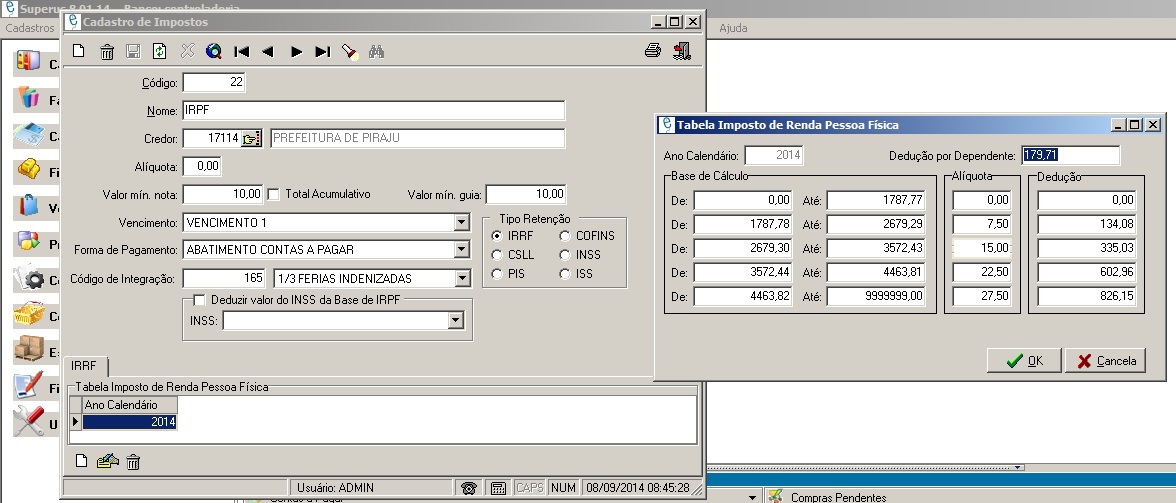 Superus 8.01.14 - Banco: controladoria
Cadastros
Ajuda
Cadastro de Impostos
Código: 22
Nome: IRPF
Credor: 17114 PREFEITURA DE PIRAJU
Alíquota: 0,00
Valor mín. nota: 10,00 Total Acumulativo Valor mín. guia: 10,00
Vencimento: VENCIMENTO 1
Forma de Pagamento: ABATIMENTO CONTAS A PAGAR
Código de Integração: 165 1/3 FERIAS INDENIZADAS
Tipo Retenção
IRRF COFINS
CSLL INSS
PIS ISS
Deduzir valor do INSS da Base de IRPF
INSS:
IRRF
Tabela Imposto de Renda Pessoa Física
Ano Calendário
2014
Usuário: ADMIN CAPS NUM 08/09/2014 08:45:28
Tabela Imposto de Renda Pessoa Física
Ano Calendário: 2014 Dedução por Dependente: 179,71
Base de Cálculo Alíquota Dedução
De: 0,00 Até: 1787,77 0,00 0,00
De: 1787,78 Até: 2679,29 7,50 134,08
De: 2679,30 Até: 3572,43 15,00 335,03
De: 3572,44 Até: 4463,81 22,50 602,96
De: 4463,82 Até: 9999999,00 27,50 826,15
OK Cancela
Compras Pendentes